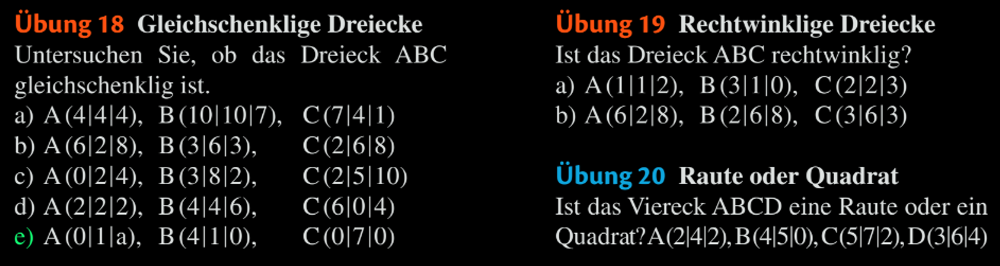 Übung 18 Gleichschenklige Dreiecke
Untersuchen Sie, ob das Dreieck ABC
gleichschenklig ist.
a) A(4|4|4), B(10|10|7), C(7|4|1)
b) A(6|2|8), B(3|6|3), C(2|6|8)
c) A(0|2|4), B(3|8|2), C(2|5|10)
d) A(2|2|2), B(4|4|6), C(6|0|4)
e) A(0|1|a), B(4|1|0), C(0|7|0)
Übung 19 Rechtwinklige Dreiecke
Ist das Dreieck ABC rechtwinklig?
a) A(1|1|2), B(3|1|0), C(2|2|3)
b) A(6|2|8), B(2|6|8), C(3|6|3)
Übung 20 Raute oder Quadrat
Ist das Viereck ABCD eine Raute oder ein
Quadrat? A(2|4|2), B(4|5|0), C(5|7|2), D(3|6|4)